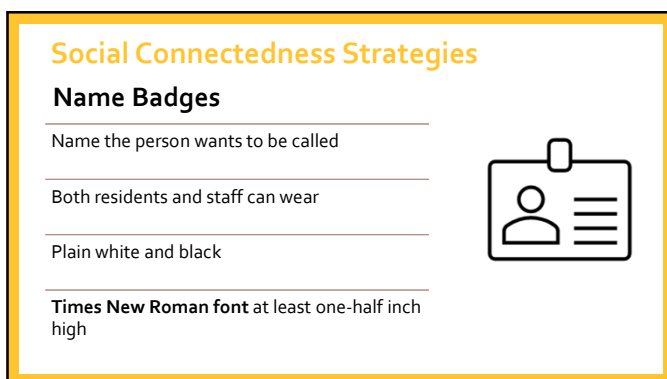 Social Connectedness Strategies
Name Badges
Name the person wants to be called
Both residents and staff can wear
Plain white and black
Times New Roman font at least one-half inch
high